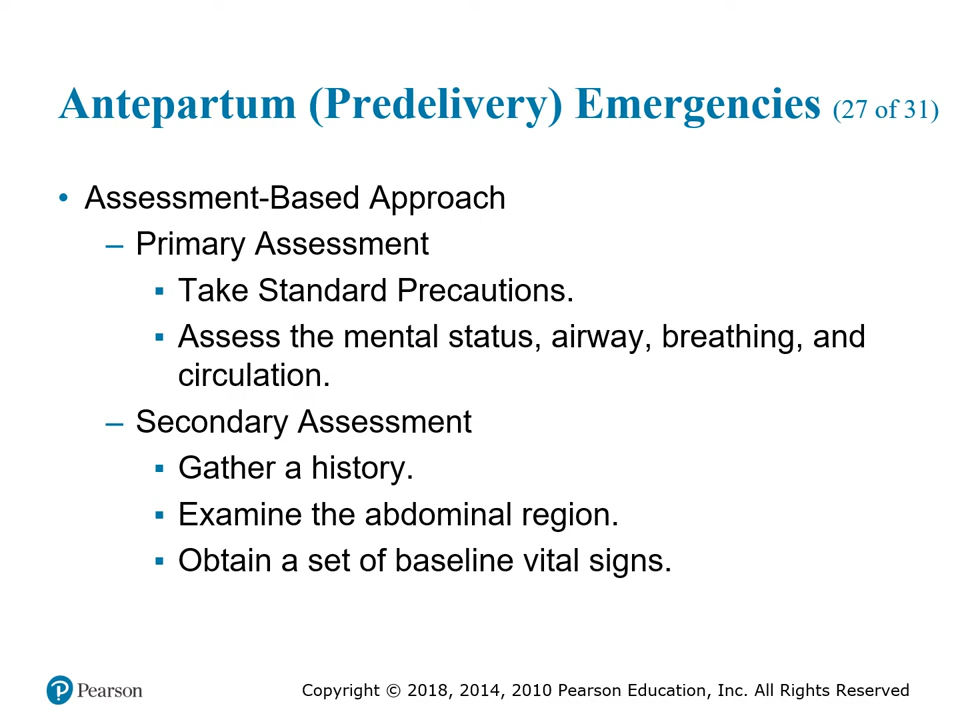 Antepartum (Predelivery) Emergencies (27 of 31)
• Assessment-Based Approach
– Primary Assessment
▪ Take Standard Precautions.
▪ Assess the mental status, airway, breathing, and
circulation.
– Secondary Assessment
▪ Gather a history.
▪ Examine the abdominal region.
▪ Obtain a set of baseline vital signs.
P Pearson
Copyright © 2018, 2014, 2010 Pearson Education, Inc. All Rights Reserved